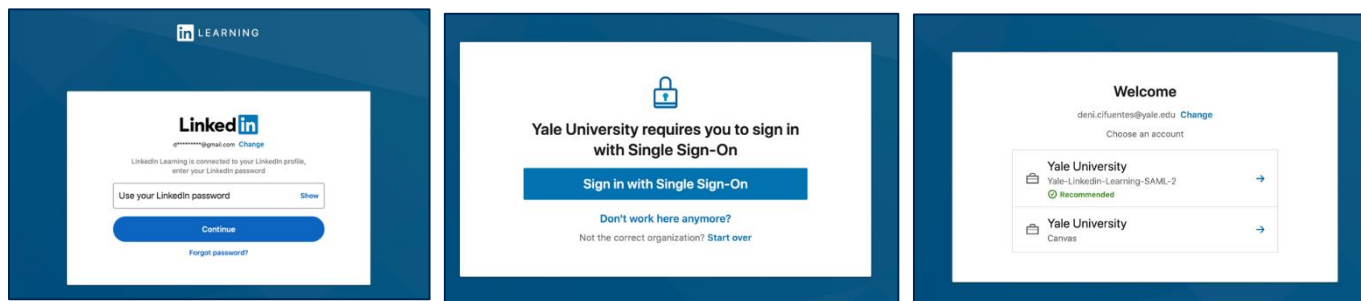 in LEARNING
Linked in
d*********@gmail.com Change
LinkedIn Learning is connected to your LinkedIn profile,
enter your LinkedIn password
Use your LinkedIn password Show
Continue
Forgot password?
Yale University requires you to sign in
with Single Sign-On
Sign in with Single Sign-On
Don't work here anymore?
Not the correct organization? Start over
Welcome
deni.cifuentes@yale.edu Change
Choose an account
Yale University
Yale-Linkedin-Learning-SAML-2
Recommended
Yale University
Canvas